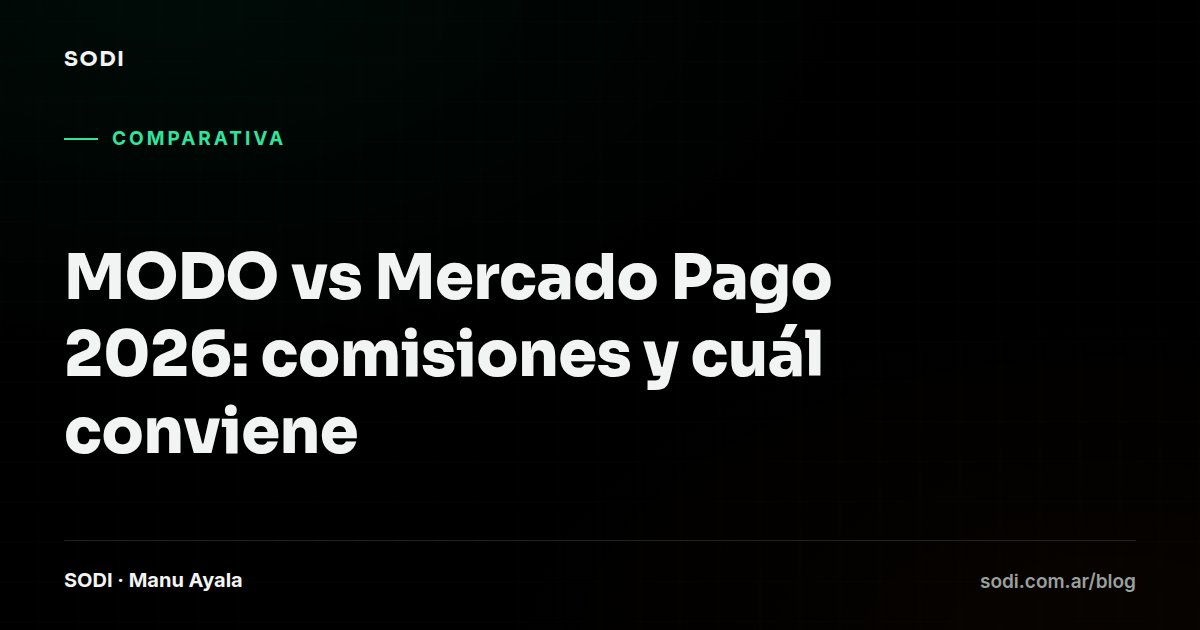 SODI
COMPARATIVA
MODO vs Mercado Pago
2026: comisiones y cuál
conviene
SODI · Manu Ayala
sodi.com.ar/blog